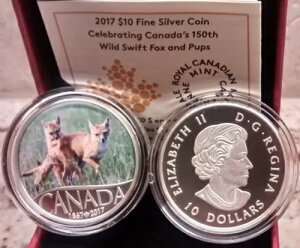 2017 $10 Fine Silver Coin
Celebrating Canada's 150th
Wild Swift Fox and Pups
ROYAL CANADIAN
MINT
CANADA
1867 2017
ELIZABETH II D·G·REGINA
10 DOLLARS